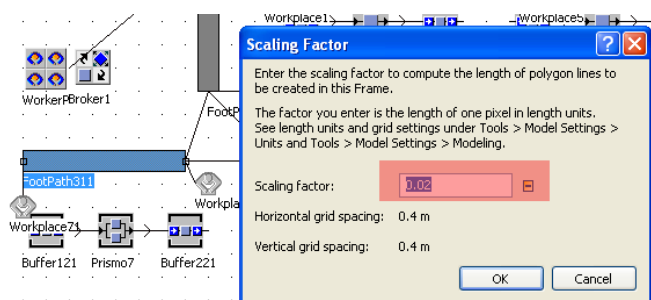 Workplace1
Workplace5
Scaling Factor
Enter the scaling factor to compute the length of polygon lines to
be created in this Frame.
The factor you enter is the length of one pixel in length units.
See length units and grid settings under Tools > Model Settings >
Units and Tools > Model Settings > Modeling.
Scaling factor:
0.02
Horizontal grid spacing: 0.4 m
Vertical grid spacing: 0.4 m
OK
Cancel
WorkerP
Broker1
FootP
FootPath311
Workpla
Workplace71
Buffer121
Prismo7
Buffer221